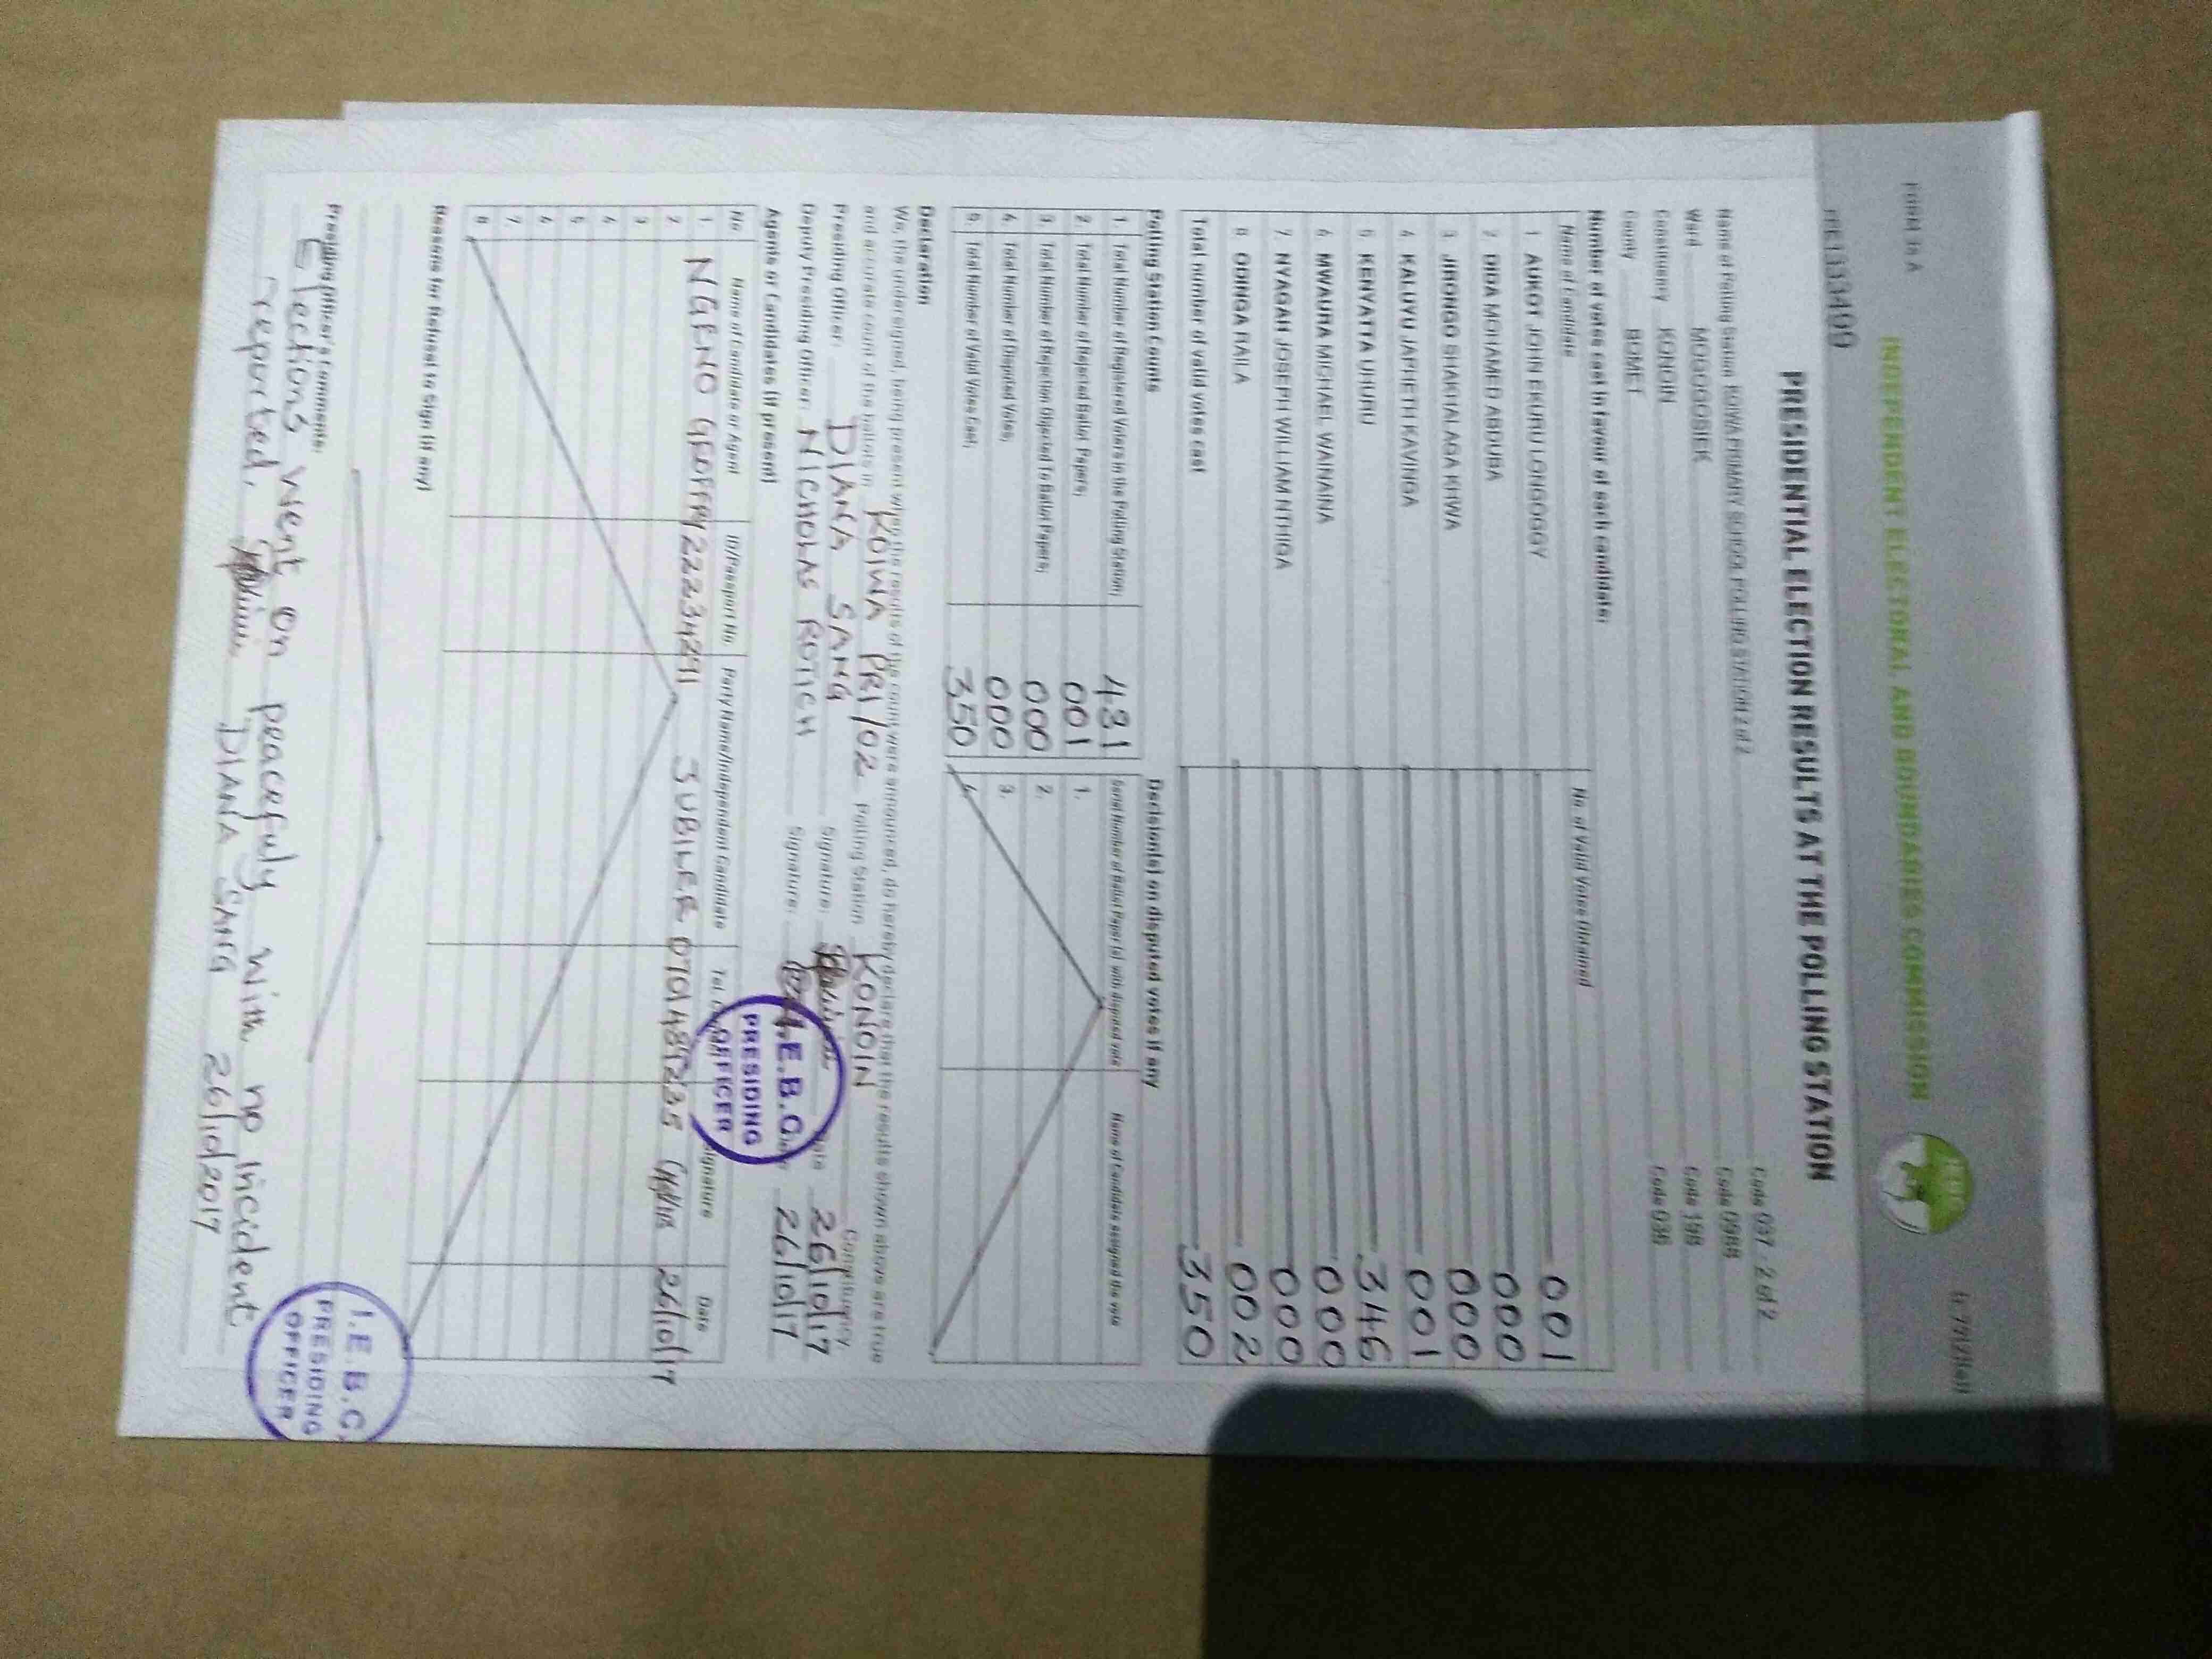 FORM 34 A
INDEPENDENT ELECTORAL AND BOUNDARIES COMMISSION
PRESIDENTIAL ELECTION RESULTS AT THE POLLING STATION
Name of Polling Station KOIWA PRIMARY SCHOOL POLLING STATION 2 of 2 Code 037 - 2 of 2
Ward MOGOGOSIEK Code 0988
Constituency KONOIN Code 198
County BOMET Code 036
Number of votes cast in favour of each candidate:
Name of Candidate No. of Valid Votes Obtained
1 AUKOT JOHN EKURU LONGOGGY 001
2 DIDA MOHAMED ABDUBA 000
3 JIRONGO SHAKHALAGA KHWA 000
4 KALUYU JAPHETH KAVINGA 001
5 KENYATTA UHURU 346
6 MWAURA MICHAEL WAINAINA 000
7 NYAGAH JOSEPH WILLIAM NTHIGA 000
8 ODINGA RAILA 002
Total number of valid votes cast 350
Polling Station Counts
1. Total Number of Registered Voters in the Polling Station; 431
2. Total Number of Rejected Ballot Papers; 001
3. Total Number of Rejection Objected To Ballot Papers; 000
4. Total Number of Disputed Votes; 000
5. Total Number of Valid Votes Cast; 350
Decision(s) on disputed votes if any
Serial Number of Ballot Paper(s) with disputed vote Name of Candidate assigned the vote
1.
2.
3.
4.
Declaration
We, the undersigned, being present when the results of the count were announced, do hereby declare that the results shown above are true
and accurate count of the ballots in KOIWA PRI/02 Polling Station KONOIN Constituency
Presiding Officer: DIANA SANG Signature: Date 26/10/17
Deputy Presiding Officer: NICHOLAS ROTICH Signature: 26/10/17
Agents or Candidates (if present)
No Name of Candidate or Agent ID/Passport No. Party Name/Independent Candidate Tel. Signature Date
1 NGENO 26/10/17
2
3
4
5
6
7
8
I.E.B.C.
PRESIDING
OFFICER
Reasons for Refusal to Sign (if any)
Presiding Officer's Comments:
Elections went on peacefuly with no incident
reported. DIANA SANG 26/10/2017
I.E.B.C.
PRESIDING
OFFICER